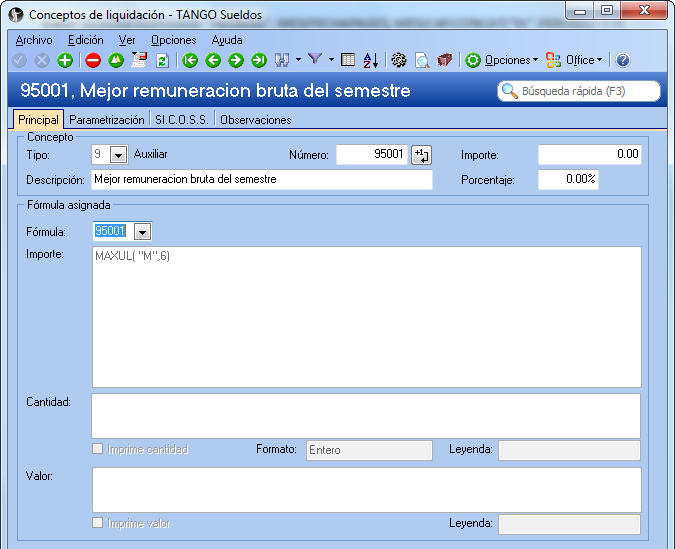 Conceptos de liquidación - TANGO Sueldos
Archivo Edición Ver Opciones Ayuda
Opciones Office
95001, Mejor remuneracion bruta del semestre
Búsqueda rápida (F3)
Principal Parametrización SI.C.O.S.S. Observaciones
Concepto
Tipo: 9 Auxiliar Número: 95001 +1 Importe: 0.00
Descripción: Mejor remuneracion bruta del semestre Porcentaje: 0.00%
Fórmula asignada
Fórmula: 95001
Importe: MAXUL( "M",6)
Cantidad:
Imprime cantidad Formato: Entero Leyenda:
Valor:
Imprime valor Leyenda: